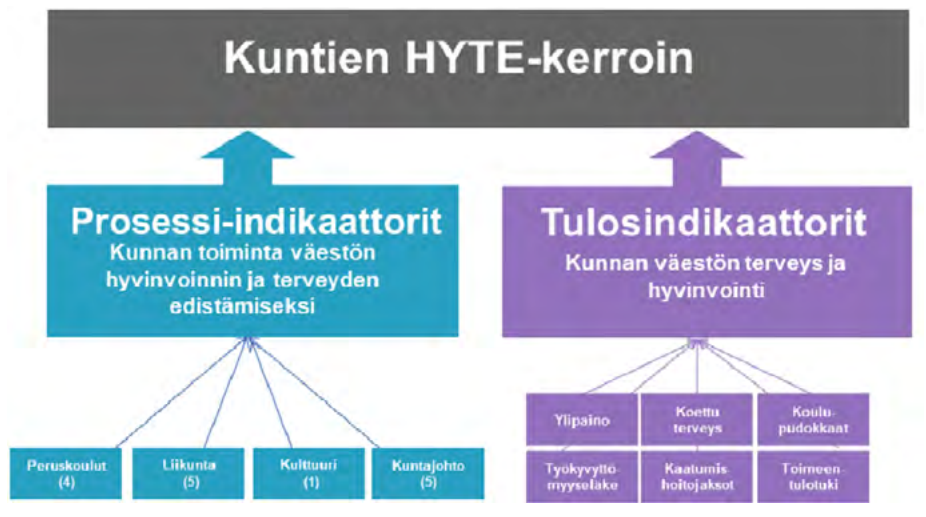 Kuntien HYTE-kerroin
Prosessi-indikaattorit
Kunnan toiminta väestön
hyvinvoinnin ja terveyden
edistämiseksi
Tulosindikaattorit
Kunnan väestön terveys ja
hyvinvointi
Peruskoulut
(4)
Liikunta
(5)
Kulttuuri
(1)
Kuntajohto
(5)
Ylipaino
Koettu
terveys
Koulu-
pudokkaat
Työkyvyttö-
myyseläke
Kaatumis-
hoitojaksot
Toimeen-
tulotuki